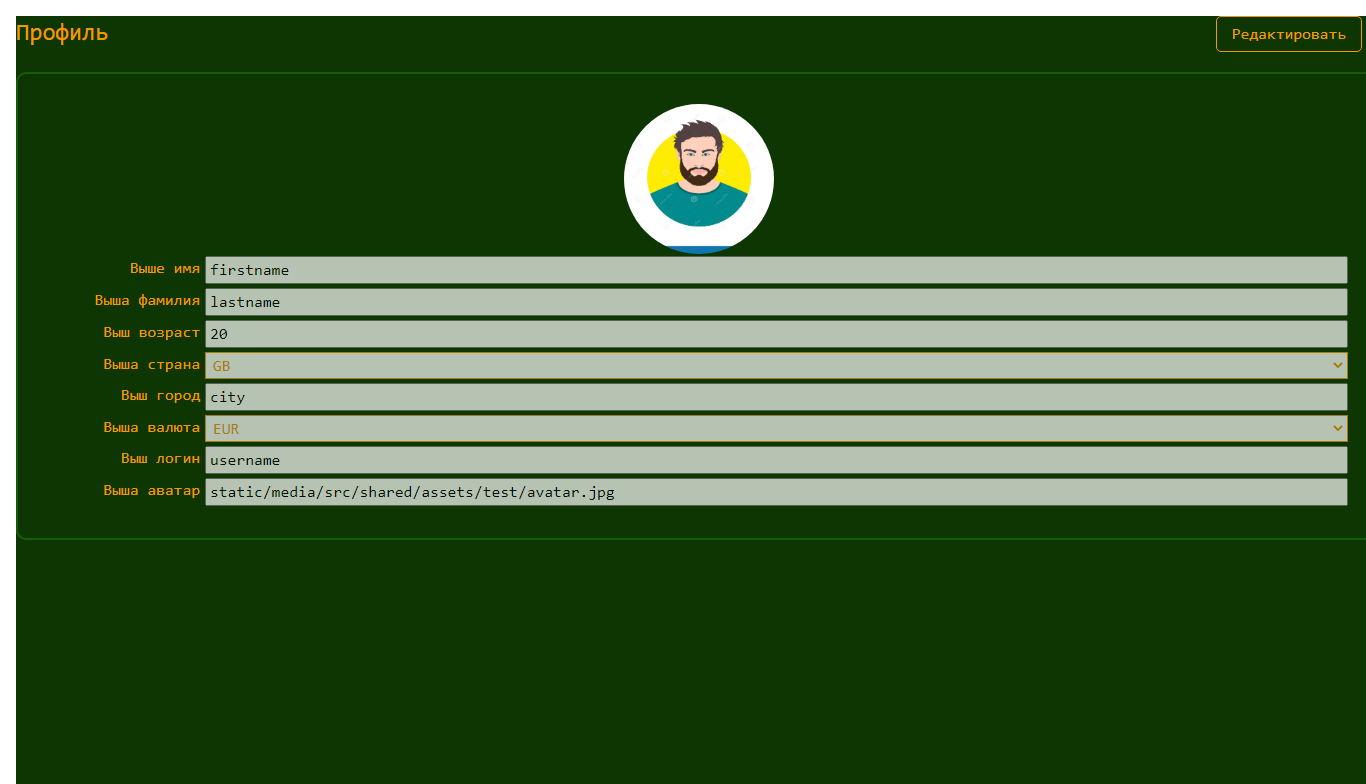 Профиль Редактировать
Выше имя firstname
Выша фамилия lastname
Выш возраст 20
Выша страна GB
Выш город city
Выша валюта EUR
Выш логин username
Выша аватар static/media/src/shared/assets/test/avatar.jpg